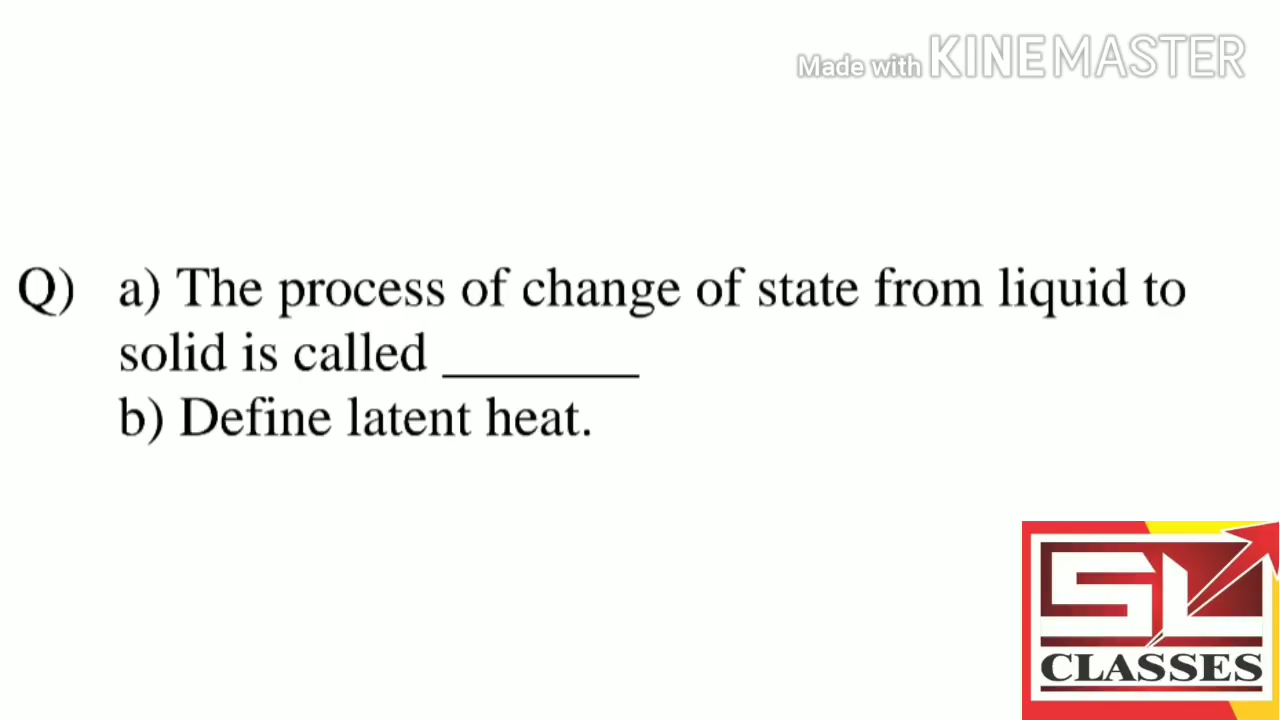 Made with KINEMASTER
Q) a) The process of change of state from liquid to
solid is called ________
b) Define latent heat.
SL
CLASSES